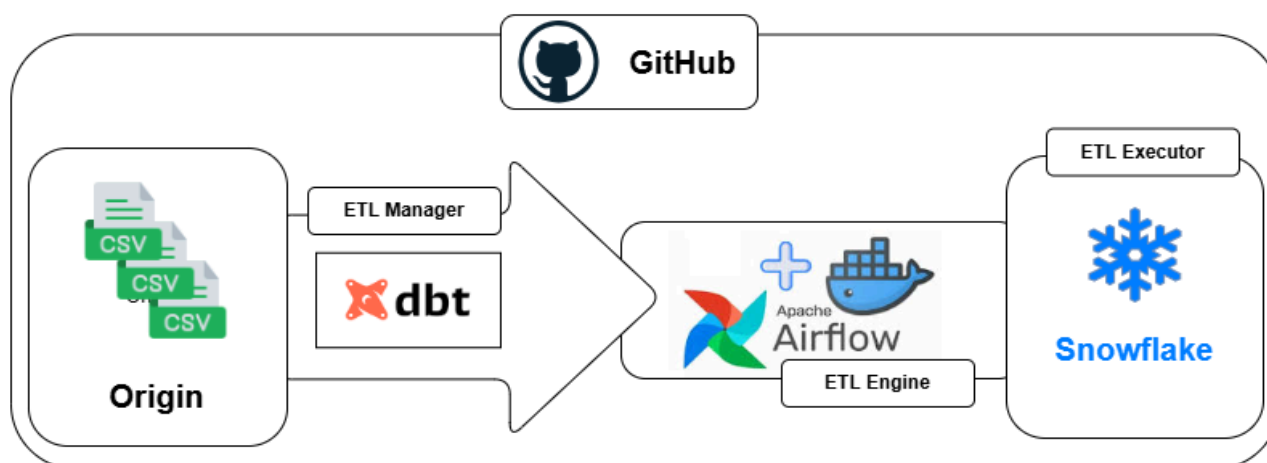 GitHub
ETL Executor
ETL Manager
CSV
CSV
CSV
dbt
Apache
Airflow
Snowflake
ETL Engine
Origin